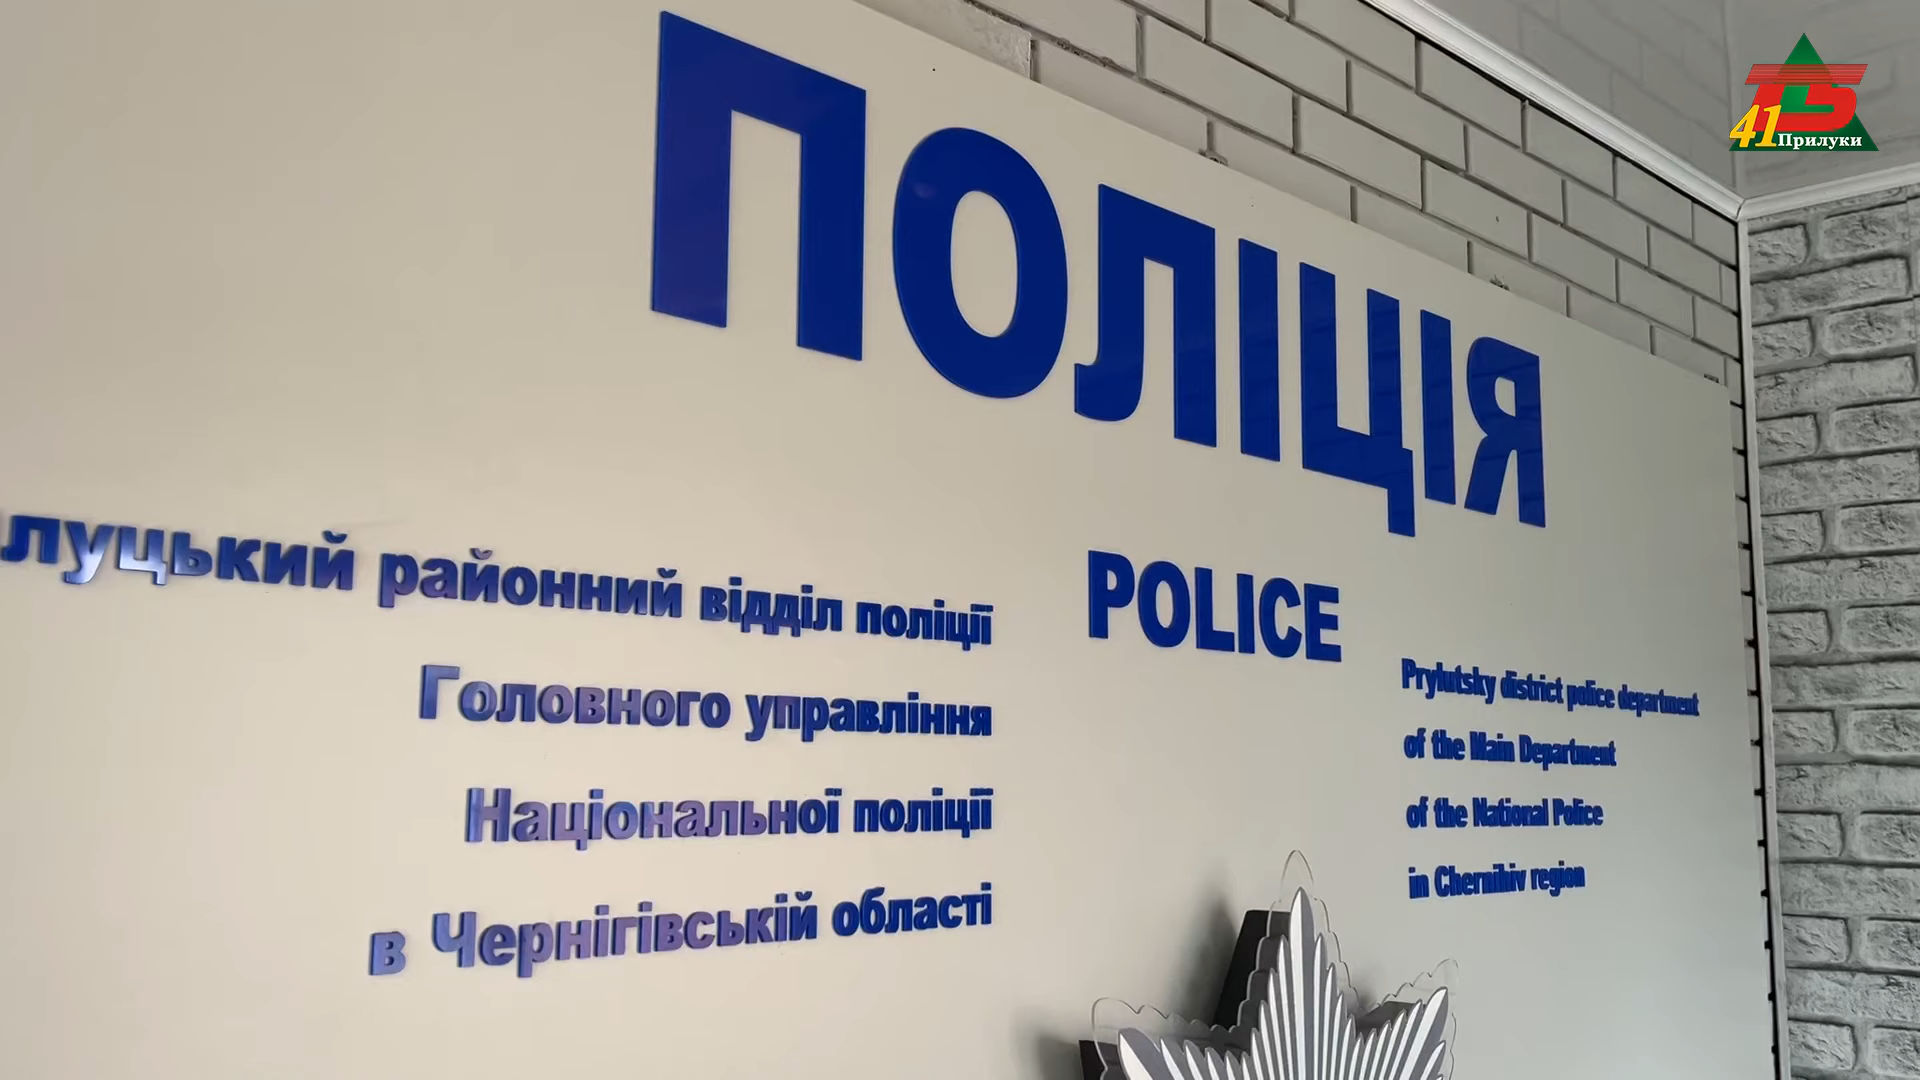 ПОЛІЦІЯ
POLICE
луцький районний відділ поліції
Головного управління
Національної поліції
в Чернігівській області
Prylutsky district police department
of the Main Department
of the National Police
in Chernihiv region
ТБ
41 Прилуки